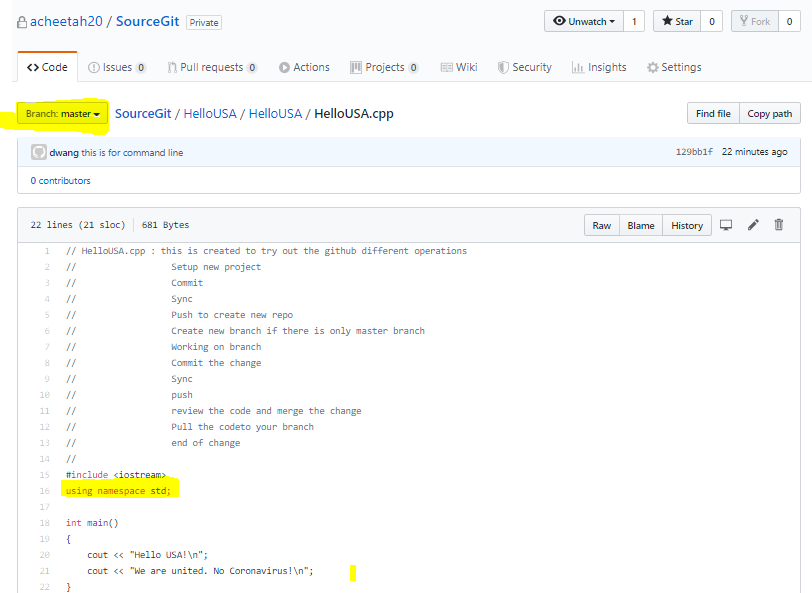 acheetah20 / SourceGit Private
Unwatch 1 Star 0 Fork 0
Code Issues 0 Pull requests 0 Actions Projects 0 Wiki Security Insights Settings
Branch: master SourceGit / HelloUSA / HelloUSA / HelloUSA.cpp Find file Copy path
dwang this is for command line 129bb1f 22 minutes ago
0 contributors
22 lines (21 sloc) 681 Bytes Raw Blame History
1 // HelloUSA.cpp : this is created to try out the github different operations
2 // Setup new project
3 // Commit
4 // Sync
5 // Push to create new repo
6 // Create new branch if there is only master branch
7 // Working on branch
8 // Commit the change
9 // Sync
10 // push
11 // review the code and merge the change
12 // Pull the codeto your branch
13 // end of change
14 //
15 #include <iostream>
16 using namespace std;
17
18 int main()
19 {
20 cout << "Hello USA!\n";
21 cout << "We are united. No Coronavirus!\n";
22 }